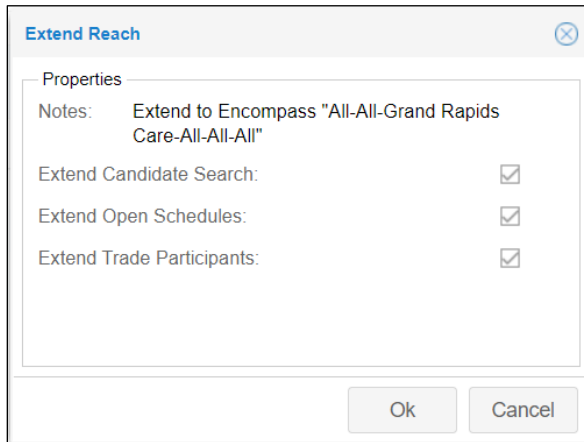 Extend Reach
Properties
Notes: Extend to Encompass "All-All-Grand Rapids
Care-All-All-All"
Extend Candidate Search:
Extend Open Schedules:
Extend Trade Participants:
Ok Cancel